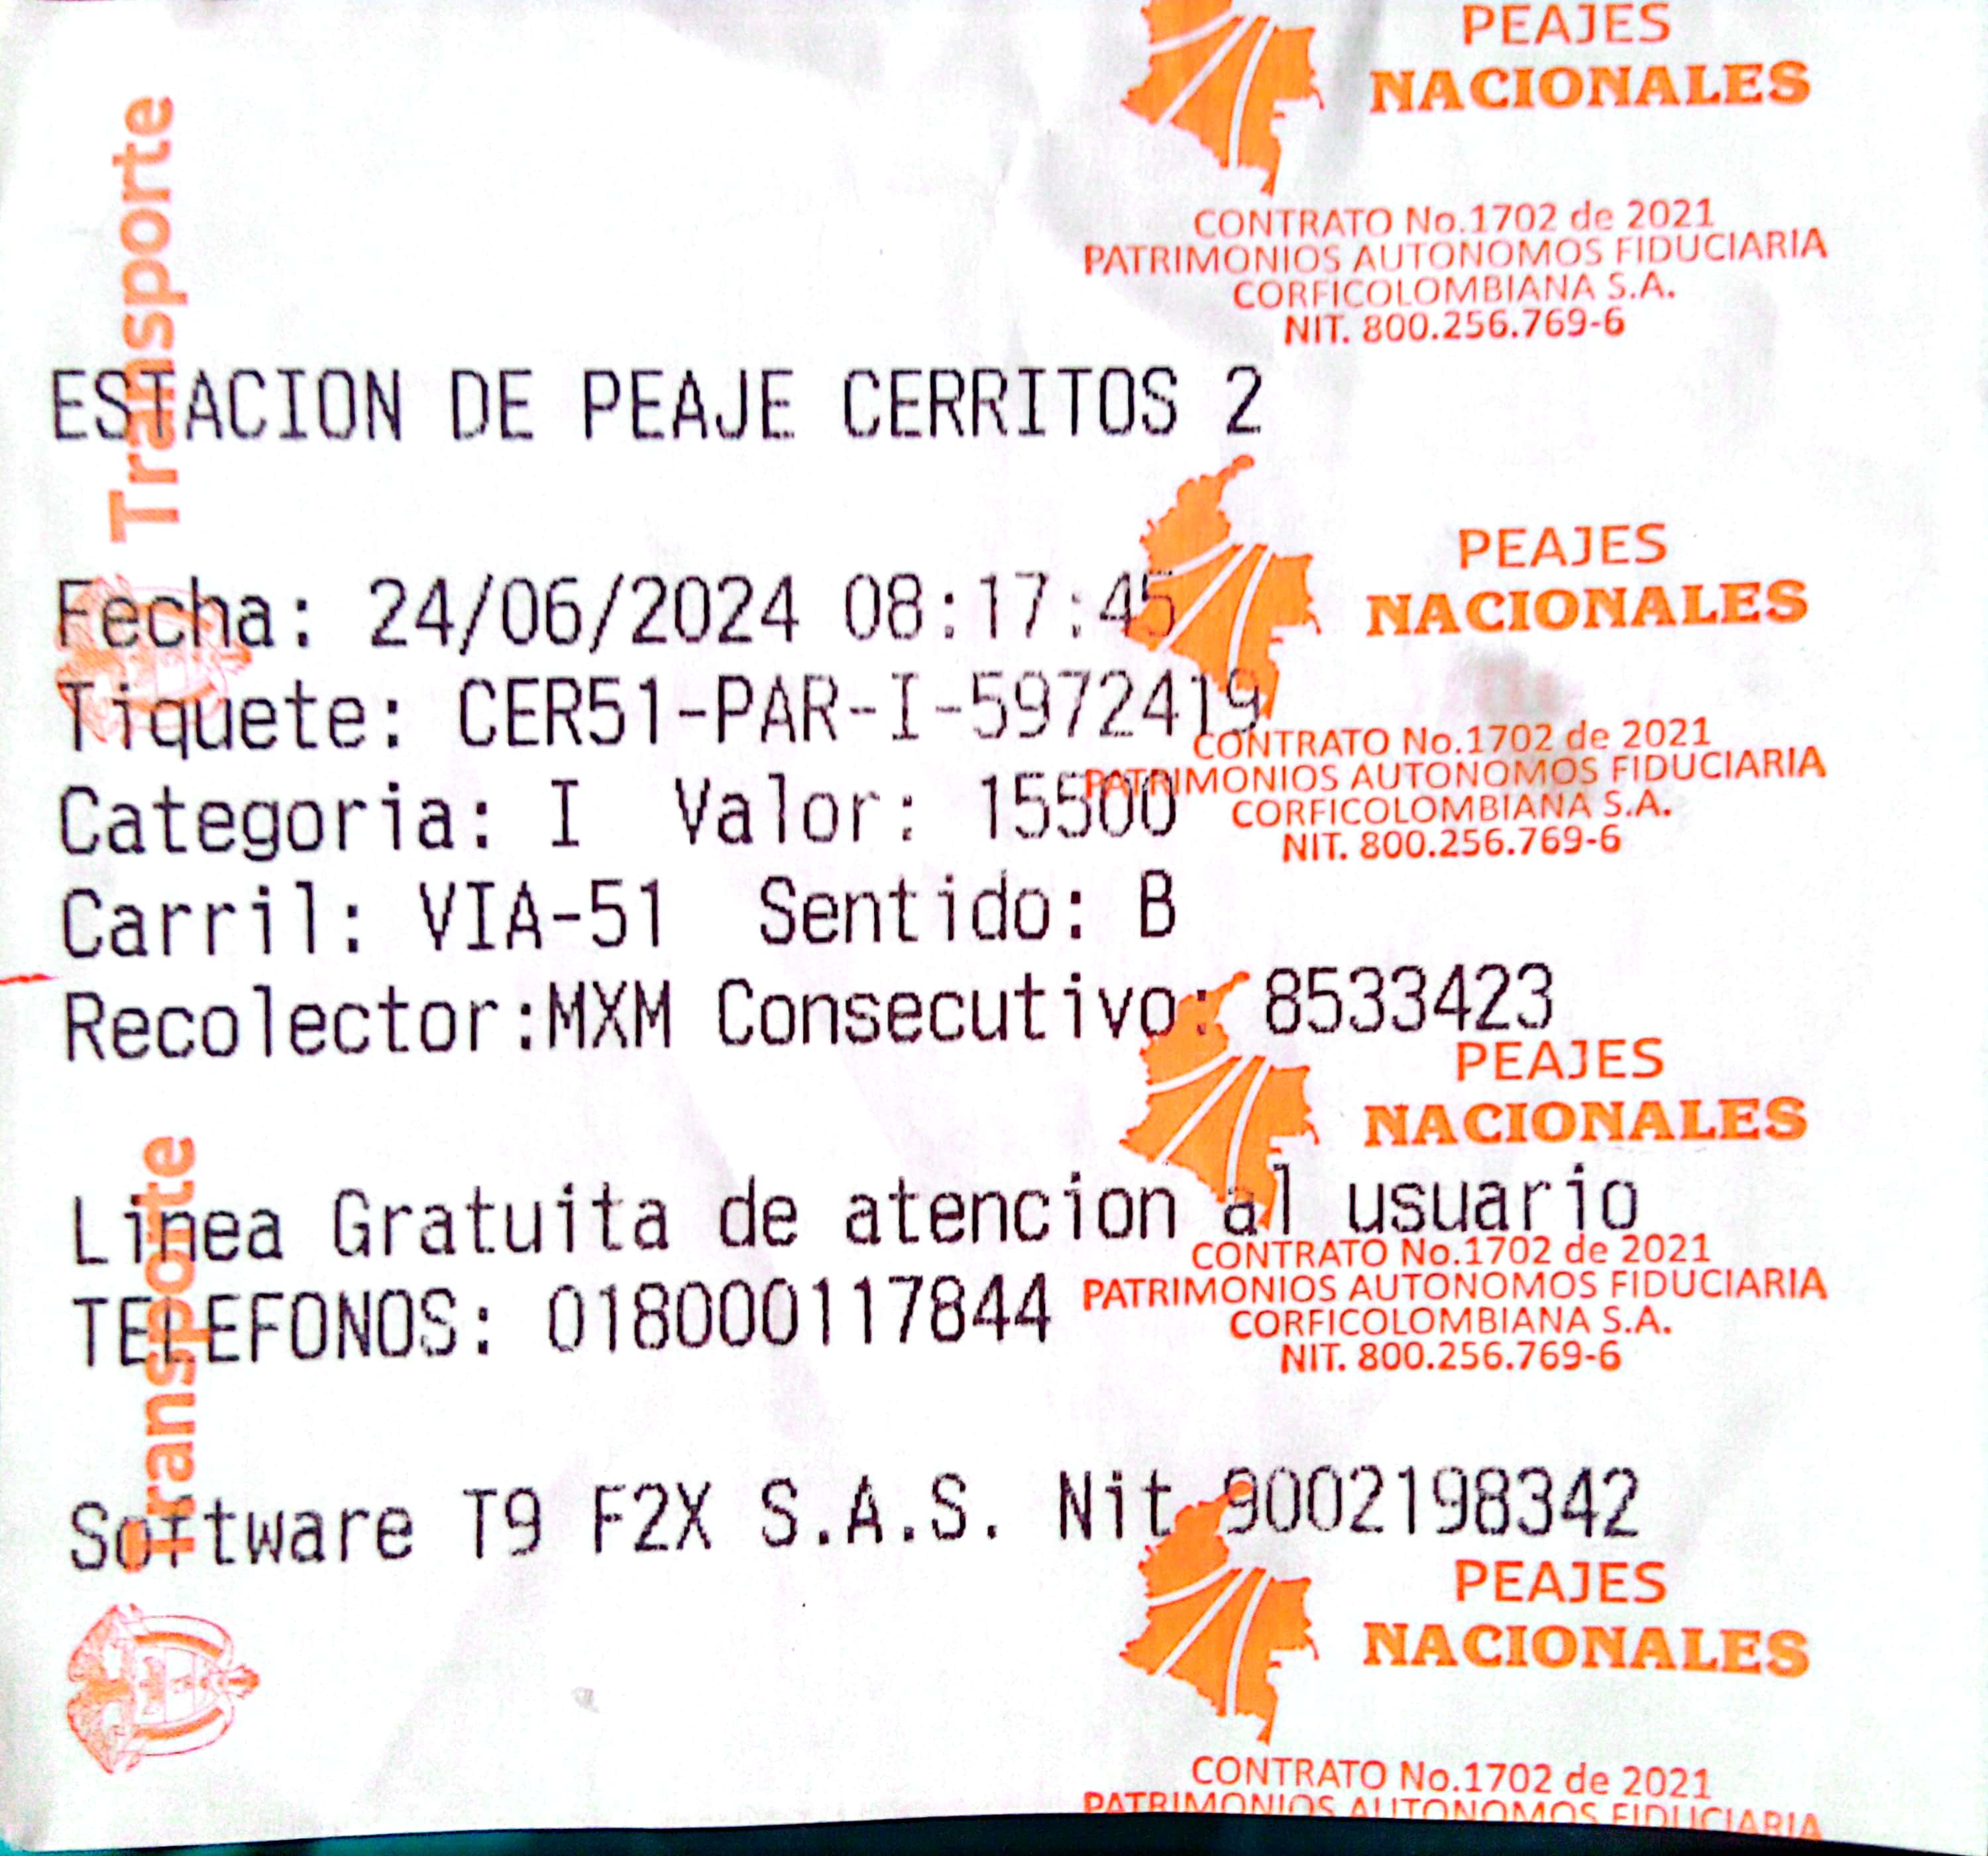 PEAJES
NACIONALES
CONTRATO No.1702 de 2021
PATRIMONIOS AUTONOMOS FIDUCIARIA
CORFICOLOMBIANA S.A.
NIT. 800.256.769-6
Transporte
ESTACION DE PEAJE CERRITOS 2
PEAJES
NACIONALES
Fecha: 24/06/2024 08:17:45
Tiquete: CER51-PAR-I-5972419
CONTRATO No.1702 de 2021
PATRIMONIOS AUTONOMOS FIDUCIARIA
CORFICOLOMBIANA S.A.
NIT. 800.256.769-6
Categoria: I Valor: 15500
Carril: VIA-51 Sentido: B
Recolector:MXM Consecutivo: 8533423
PEAJES
NACIONALES
Linea Gratuita de atencion al usuario
TELEFONOS: 018000117844
CONTRATO No.1702 de 2021
PATRIMONIOS AUTONOMOS FIDUCIARIA
CORFICOLOMBIANA S.A.
NIT. 800.256.769-6
Transporte
Software T9 F2X S.A.S. Nit 9002198342
PEAJES
NACIONALES
CONTRATO No.1702 de 2021
PATRIMONIOS AUTONOMOS FIDUCIARIA